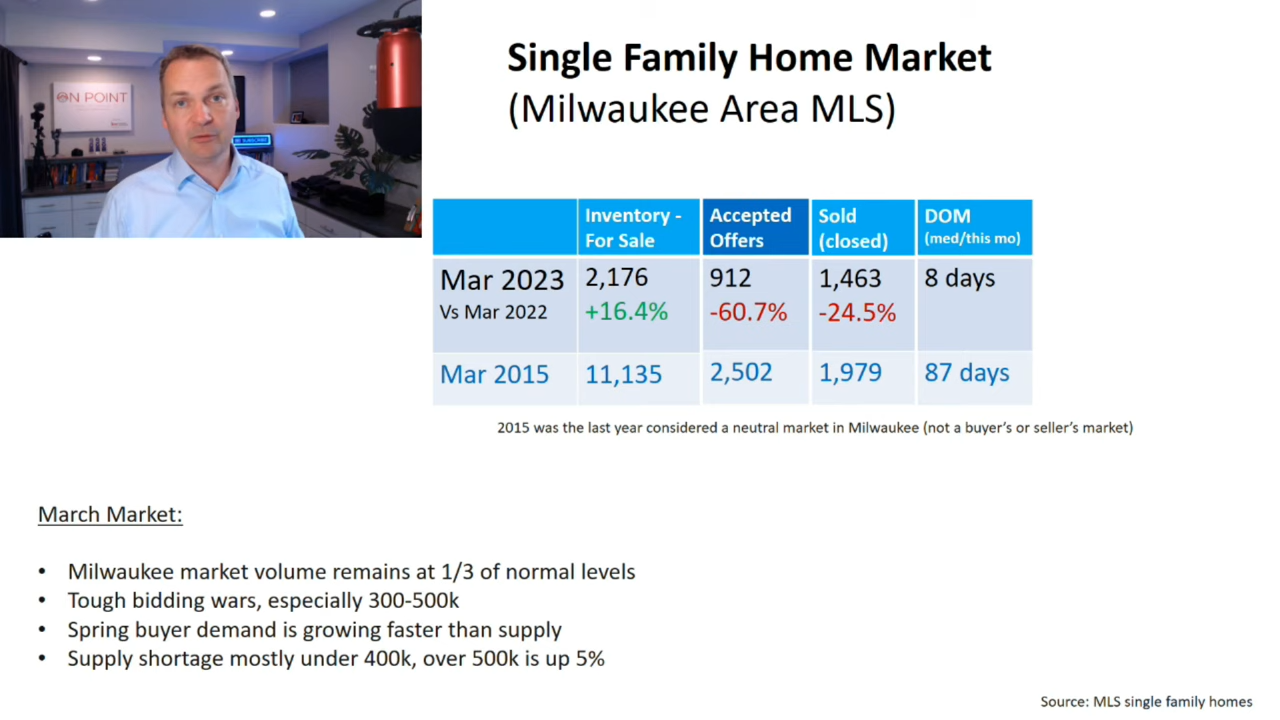 ON POINT
Single Family Home Market
(Milwaukee Area MLS)
Inventory - For Sale
Accepted Offers
Sold (closed)
DOM (med/this mo)
Mar 2023
Vs Mar 2022
2,176
+16.4%
912
-60.7%
1,463
-24.5%
8 days
Mar 2015
11,135
2,502
1,979
87 days
2015 was the last year considered a neutral market in Milwaukee (not a buyer's or seller's market)
March Market:
• Milwaukee market volume remains at 1/3 of normal levels
• Tough bidding wars, especially 300-500k
• Spring buyer demand is growing faster than supply
• Supply shortage mostly under 400k, over 500k is up 5%
Source: MLS single family homes